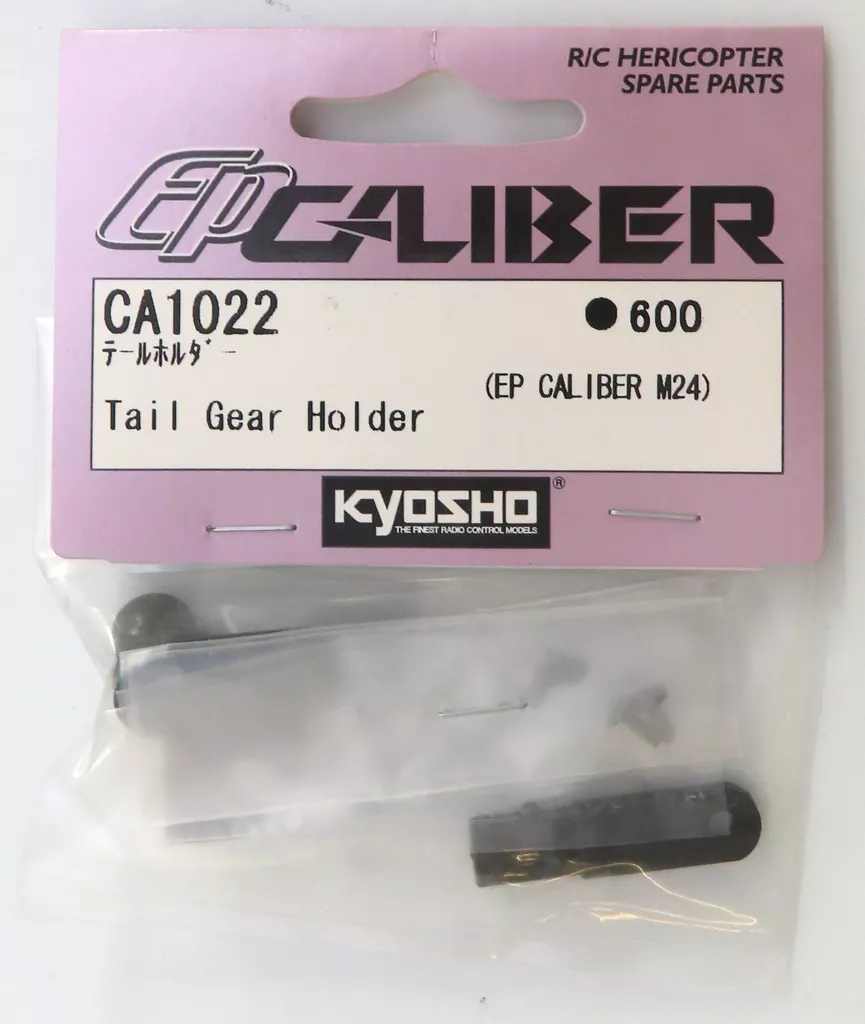 R/C HERICOPTER
SPARE PARTS
EP CALIBER
CA1022
●600
テールホルダー
(EP CALIBER M24)
Tail Gear Holder
KYOSHO®
THE FINEST RADIO CONTROL MODELS